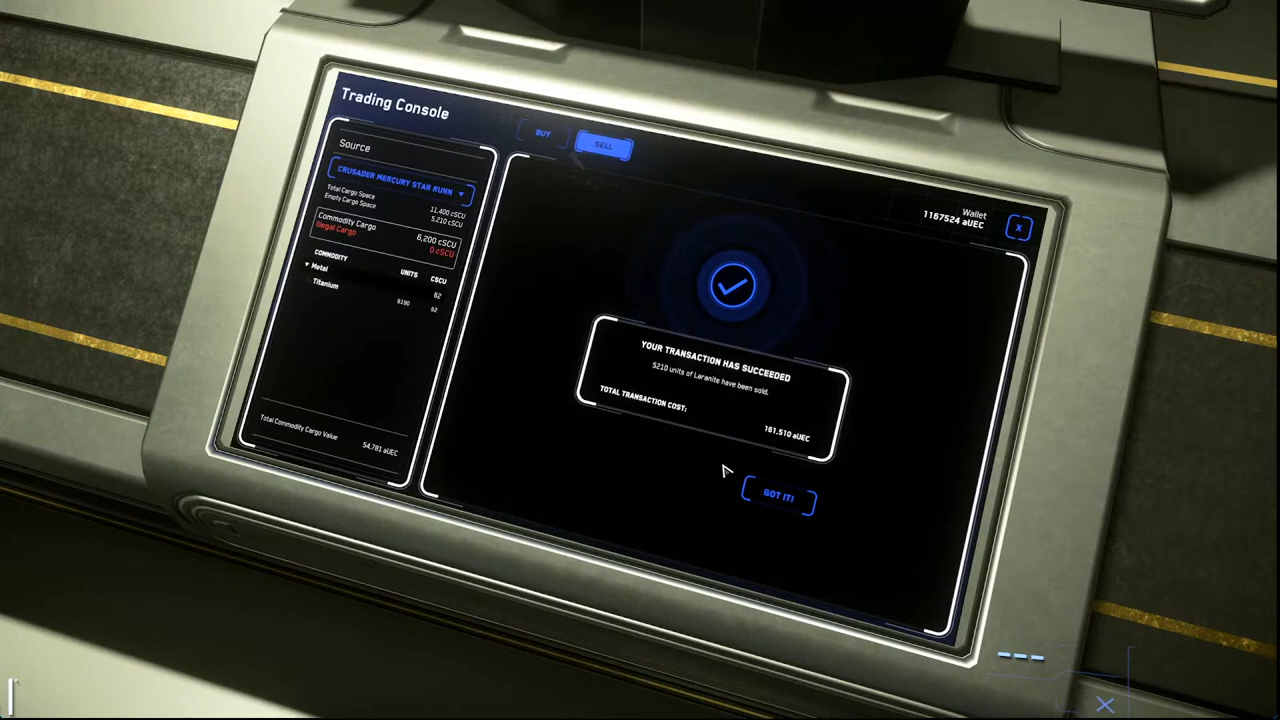 Trading Console
BUY
SELL
Source
CRUSADER MERCURY STAR RUNN
Total Cargo Space 11,400 cSCU
Empty Cargo Space 5,210 cSCU
Commodity Cargo 6,200 cSCU
Illegal Cargo 0 cSCU
COMMODITY UNITS CSCU
Metal 62
Titanium 6190 62
Total Commodity Cargo Value 54,781 aUEC
Wallet
1167524 aUEC
X
YOUR TRANSACTION HAS SUCCEEDED
5210 units of Laranite have been sold.
TOTAL TRANSACTION COST:
161,510 aUEC
GOT IT!